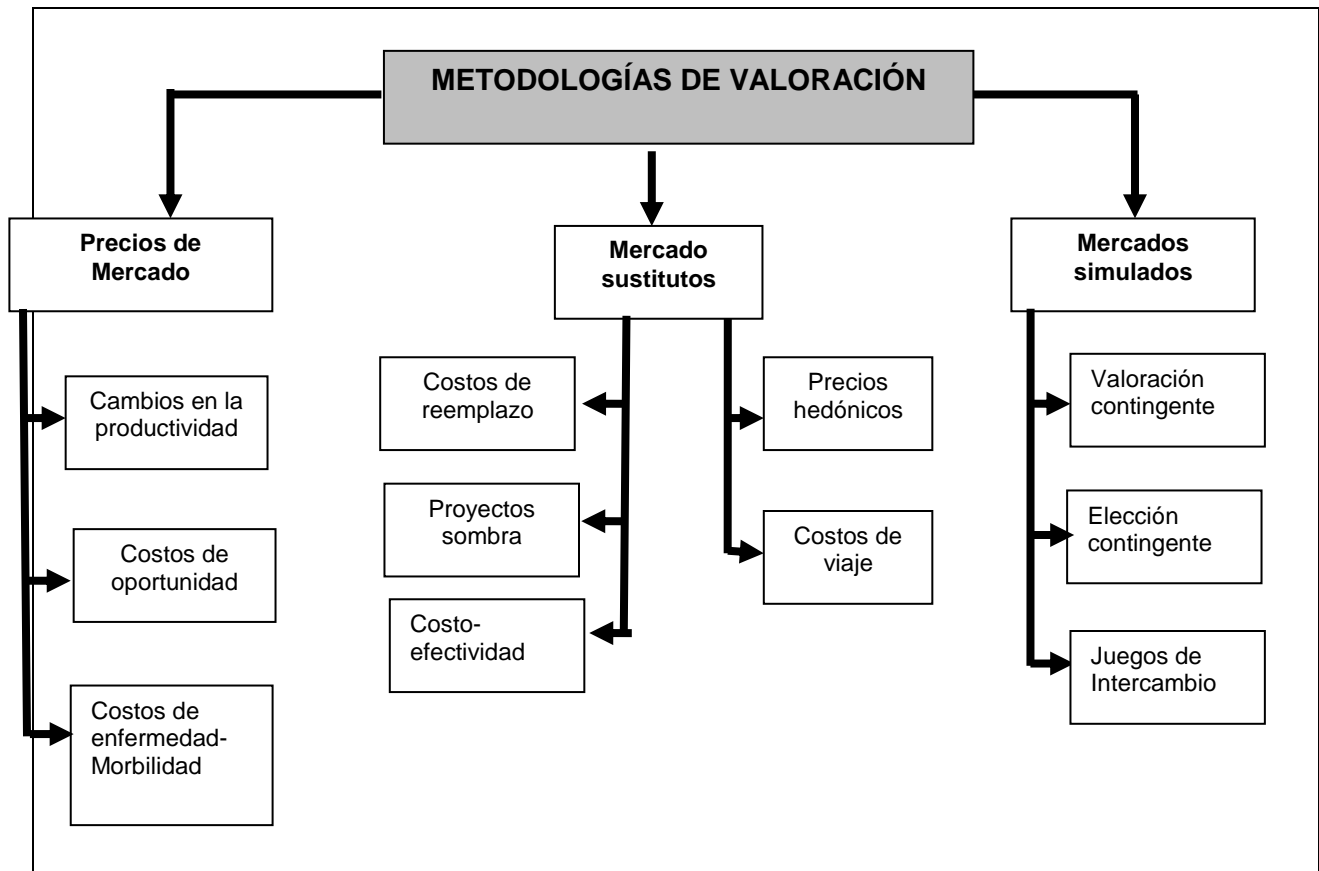 METODOLOGÍAS DE VALORACIÓN
Precios de
Mercado
Cambios en la
productividad
Costos de
oportunidad
Costos de
enfermedad-
Morbilidad
Mercado
sustitutos
Costos de
reemplazo
Proyectos
sombra
Costo-
efectividad
Precios
hedónicos
Costos de
viaje
Mercados
simulados
Valoración
contingente
Elección
contingente
Juegos de
Intercambio